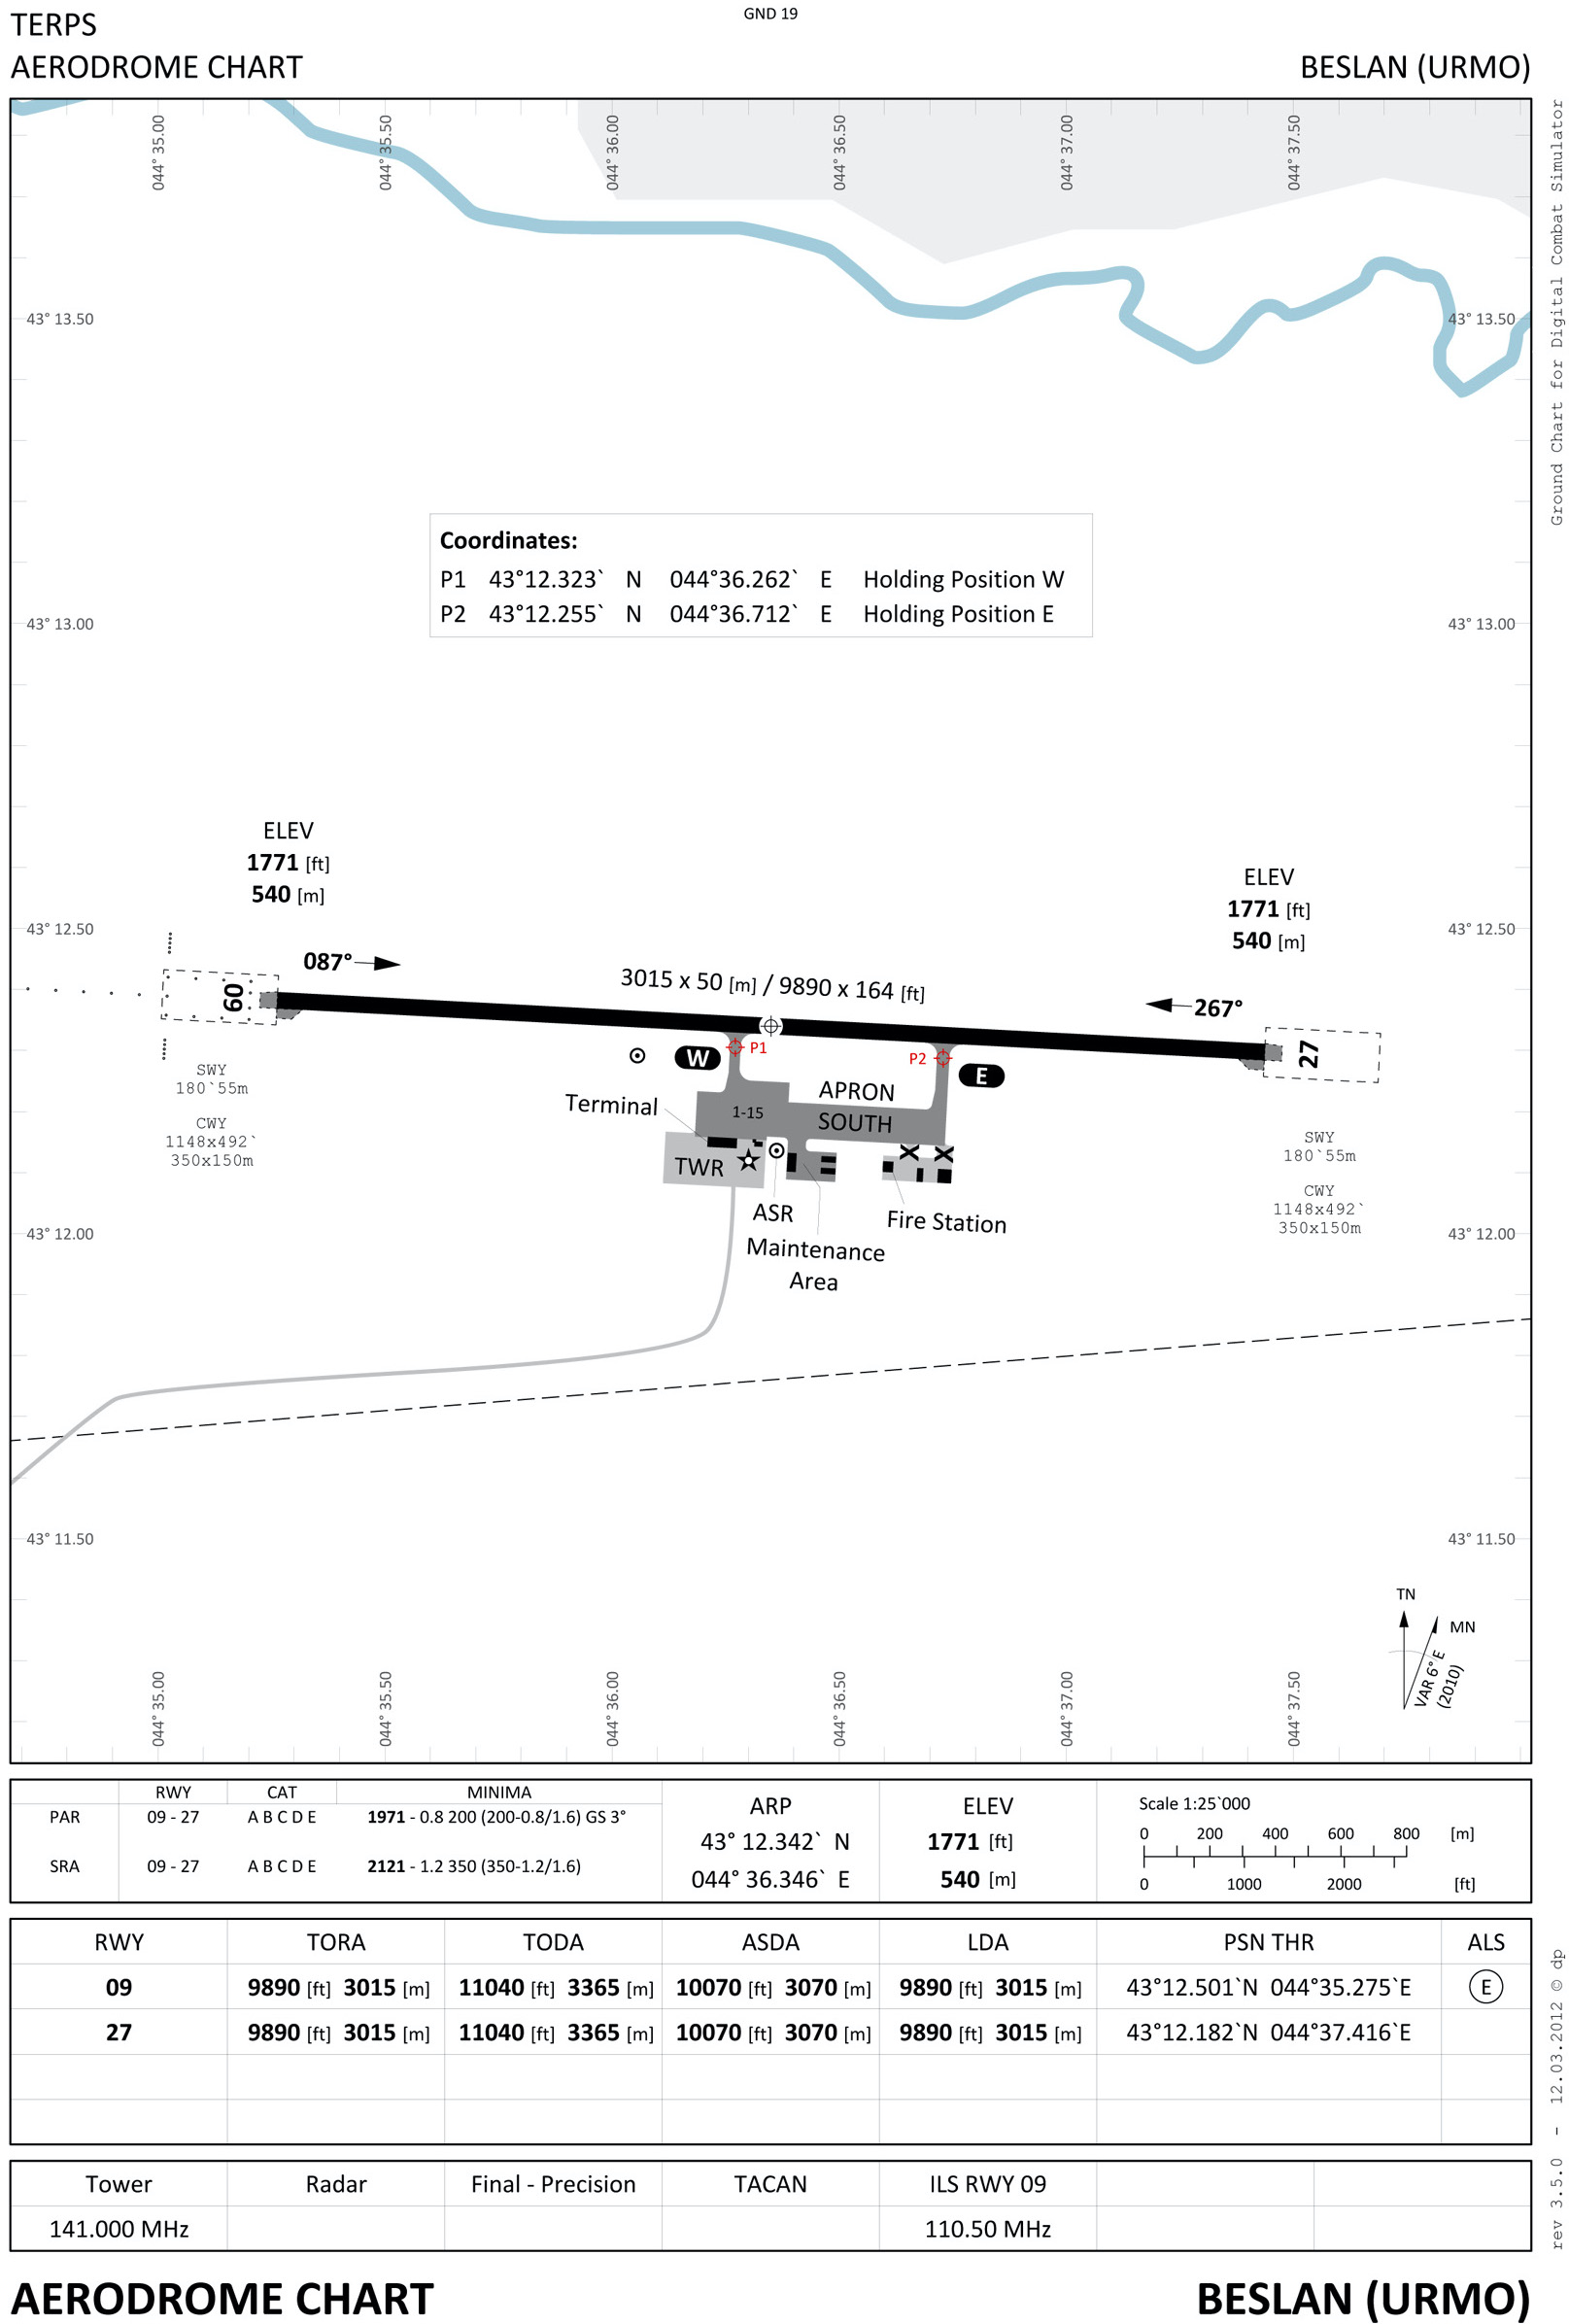 GND 19
TERPS
AERODROME CHART
BESLAN (URMO)
Ground Chart for Digital Combat Simulator
044° 35.00
044° 35.50
044° 36.00
044° 36.50
044° 37.00
044° 37.50
43° 13.50
43° 13.50
Coordinates:
P1 43°12.323` N 044°36.262` E Holding Position W
P2 43°12.255` N 044°36.712` E Holding Position E
43° 13.00
43° 13.00
ELEV
1771 [ft]
540 [m]
ELEV
1771 [ft]
540 [m]
43° 12.50
43° 12.50
087°
3015 x 50 [m] / 9890 x 164 [ft]
267°
09
27
W
P1
P2
E
SWY
180`55m
CWY
1148x492`
350x150m
APRON
SOUTH
1-15
Terminal
TWR
ASR
Maintenance
Area
Fire Station
SWY
180`55m
CWY
1148x492`
350x150m
43° 12.00
43° 12.00
43° 11.50
43° 11.50
TN
MN
VAR 6° E
(2010)
044° 35.00
044° 35.50
044° 36.00
044° 36.50
044° 37.00
044° 37.50
RWY CAT MINIMA
PAR 09 - 27 A B C D E 1971 - 0.8 200 (200-0.8/1.6) GS 3°
SRA 09 - 27 A B C D E 2121 - 1.2 350 (350-1.2/1.6)
ARP
43° 12.342` N
044° 36.346` E
ELEV
1771 [ft]
540 [m]
Scale 1:25`000
0 200 400 600 800 [m]
0 1000 2000 [ft]
RWY TORA TODA ASDA LDA PSN THR ALS
09 9890 [ft] 3015 [m] 11040 [ft] 3365 [m] 10070 [ft] 3070 [m] 9890 [ft] 3015 [m] 43°12.501`N 044°35.275`E E
27 9890 [ft] 3015 [m] 11040 [ft] 3365 [m] 10070 [ft] 3070 [m] 9890 [ft] 3015 [m] 43°12.182`N 044°37.416`E
Tower Radar Final - Precision TACAN ILS RWY 09
141.000 MHz 110.50 MHz
rev 3.5.0 - 12.03.2012 © dp
AERODROME CHART
BESLAN (URMO)